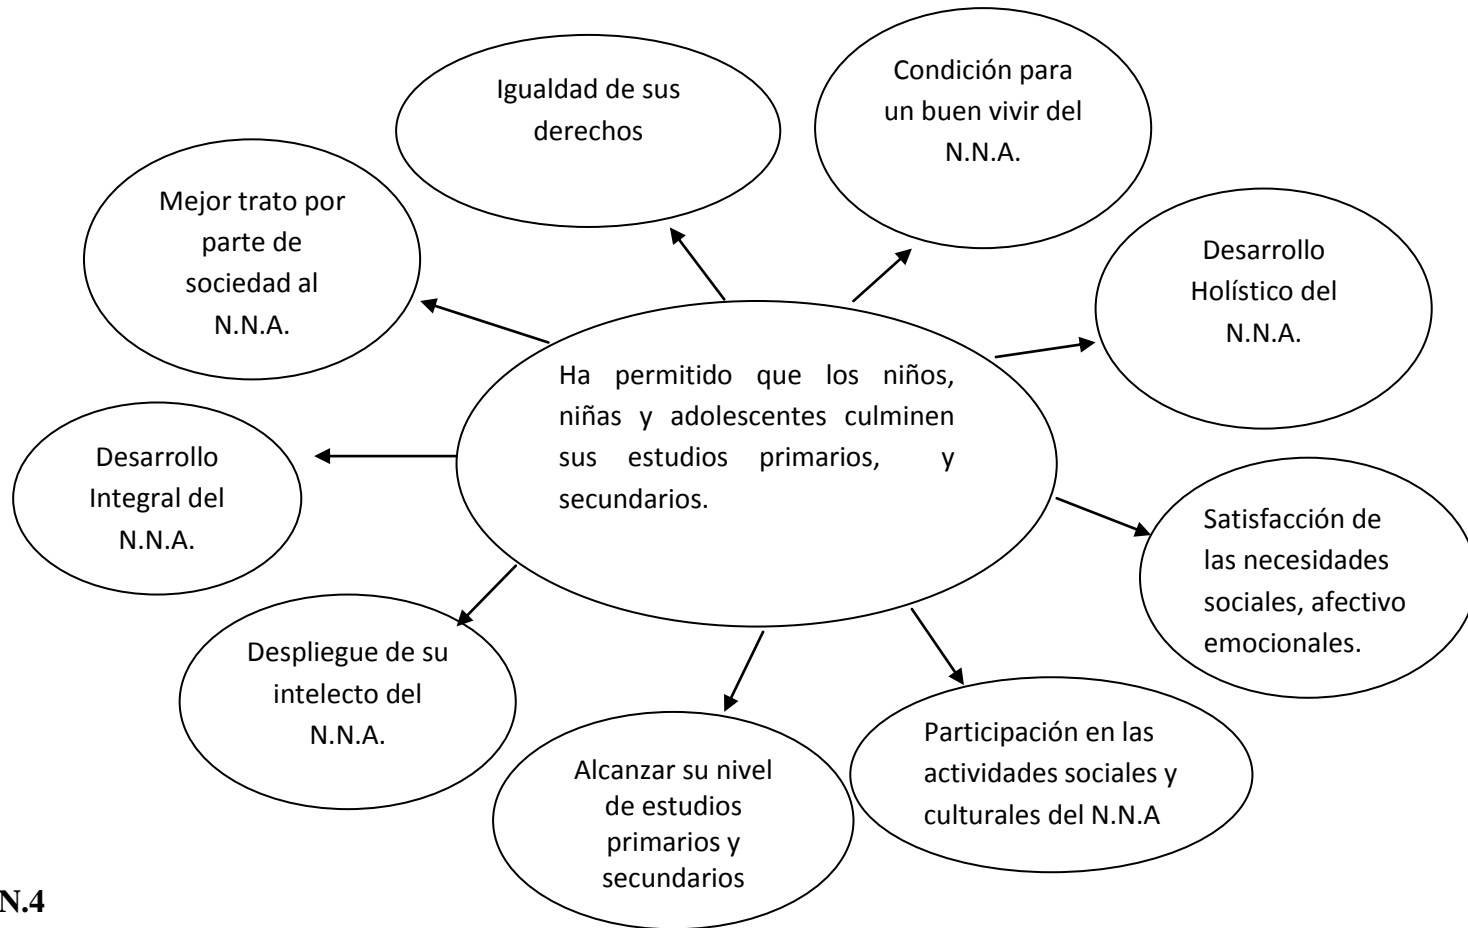 Igualdad de sus
derechos
Condición para
un buen vivir del
N.N.A.
Mejor trato por
parte de
sociedad al
N.N.A.
Desarrollo
Holístico del
N.N.A.
Ha permitido que los niños,
niñas y adolescentes culminen
sus estudios primarios, y
secundarios.
Desarrollo
Integral del
N.N.A.
Satisfacción de
las necesidades
sociales, afectivo
emocionales.
Despliegue de su
intelecto del
N.N.A.
Participación en las
actividades sociales y
culturales del N.N.A
Alcanzar su nivel
de estudios
primarios y
secundarios
N.4